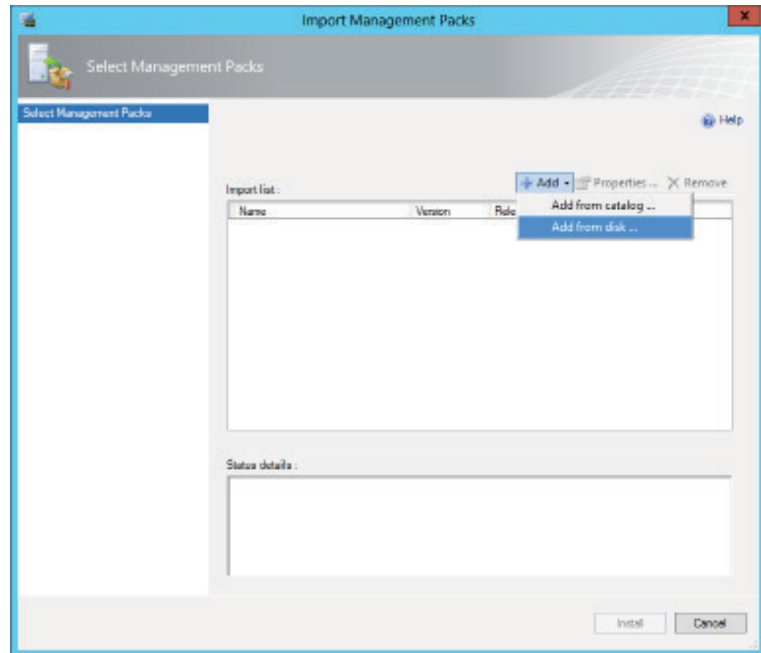 Import Management Packs
x
Select Management Packs
Select Management Packs
Help
Add Properties ... Remove
Import list :
Add from catalog ...
Name Version Rele
Add from disk ...
Status details :
Install Cancel